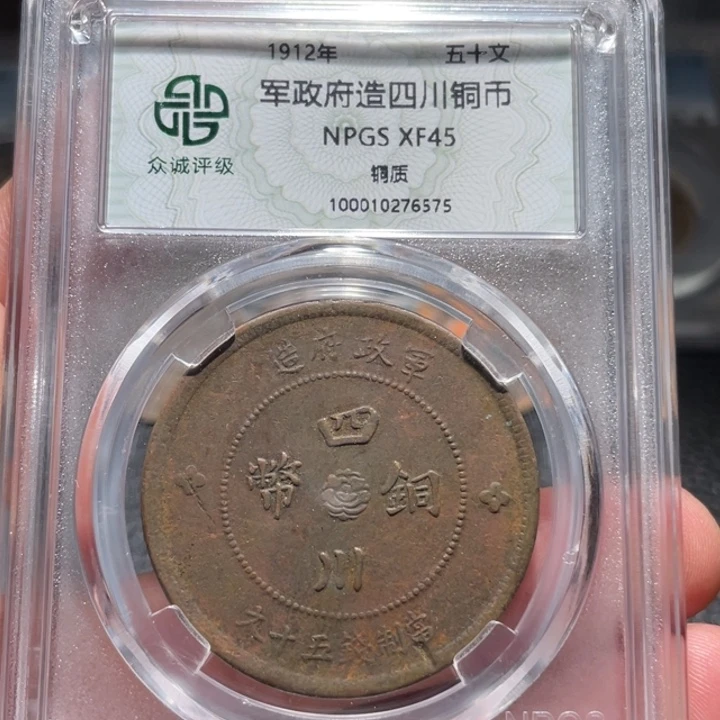 1912年 五十文
军政府造四川铜币
NPGS XF45
铜质
100010276575
众诚评级
軍政府造
四川
銅幣
當制錢五十文